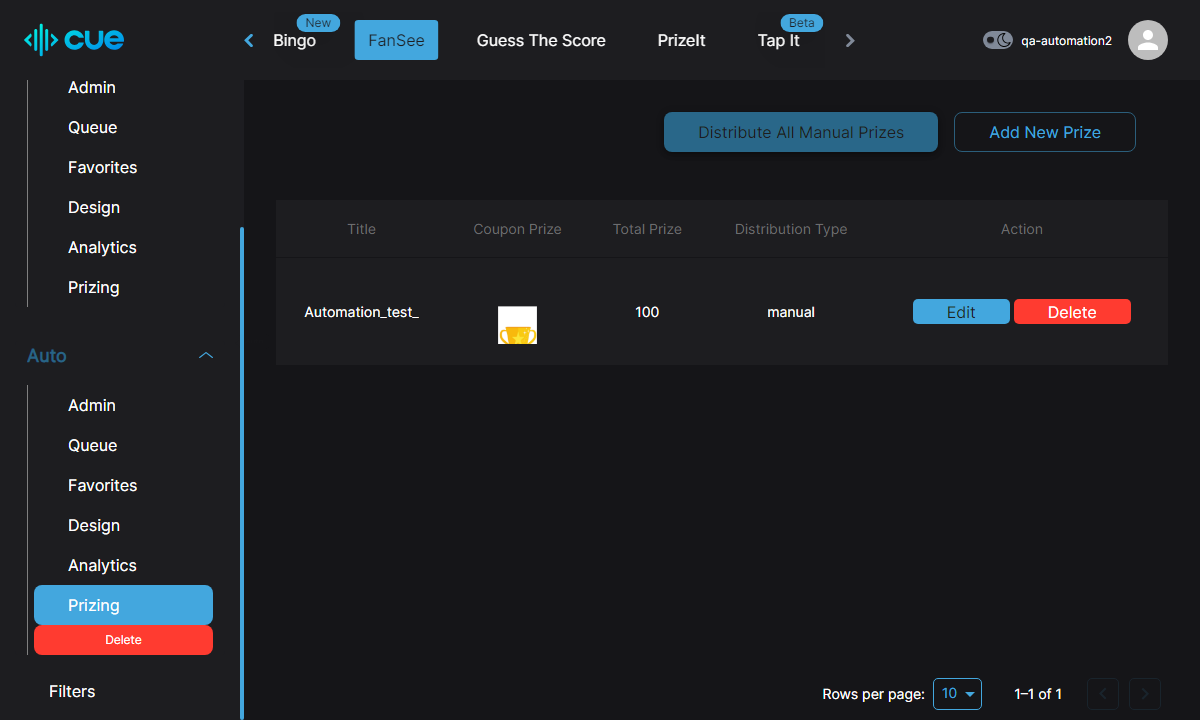 cue
New
Beta
Bingo
FanSee
Guess The Score
PrizeIt
Tap It
qa-automation2
Admin
Queue
Favorites
Design
Analytics
Prizing
Auto
Admin
Queue
Favorites
Design
Analytics
Prizing
Delete
Filters
Distribute All Manual Prizes
Add New Prize
Title Coupon Prize Total Prize Distribution Type Action
Automation_test_ 100 manual Edit Delete
Rows per page: 10 1–1 of 1